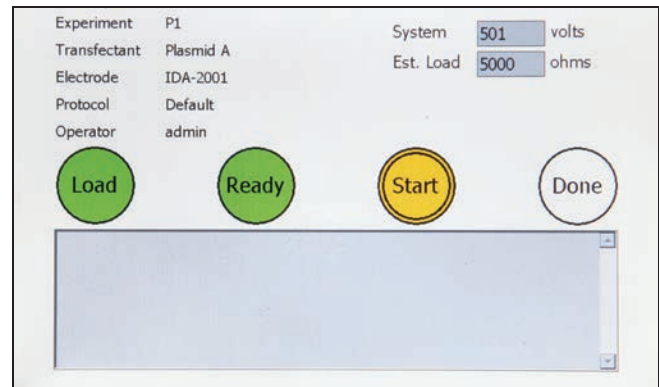 Experiment P1
Transfectant Plasmid A
Electrode IDA-2001
Protocol Default
Operator admin
System 501 volts
Est. Load 5000 ohms
Load Ready Start Done